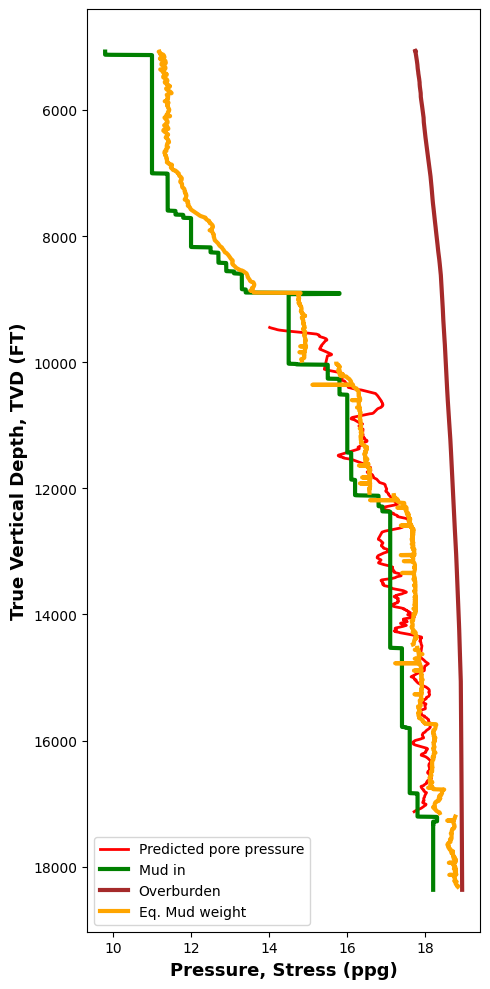 6000
8000
10000
12000
14000
16000
18000
True Vertical Depth, TVD (FT)
Predicted pore pressure
Mud in
Overburden
Eq. Mud weight
10
12
14
16
18
Pressure, Stress (ppg)